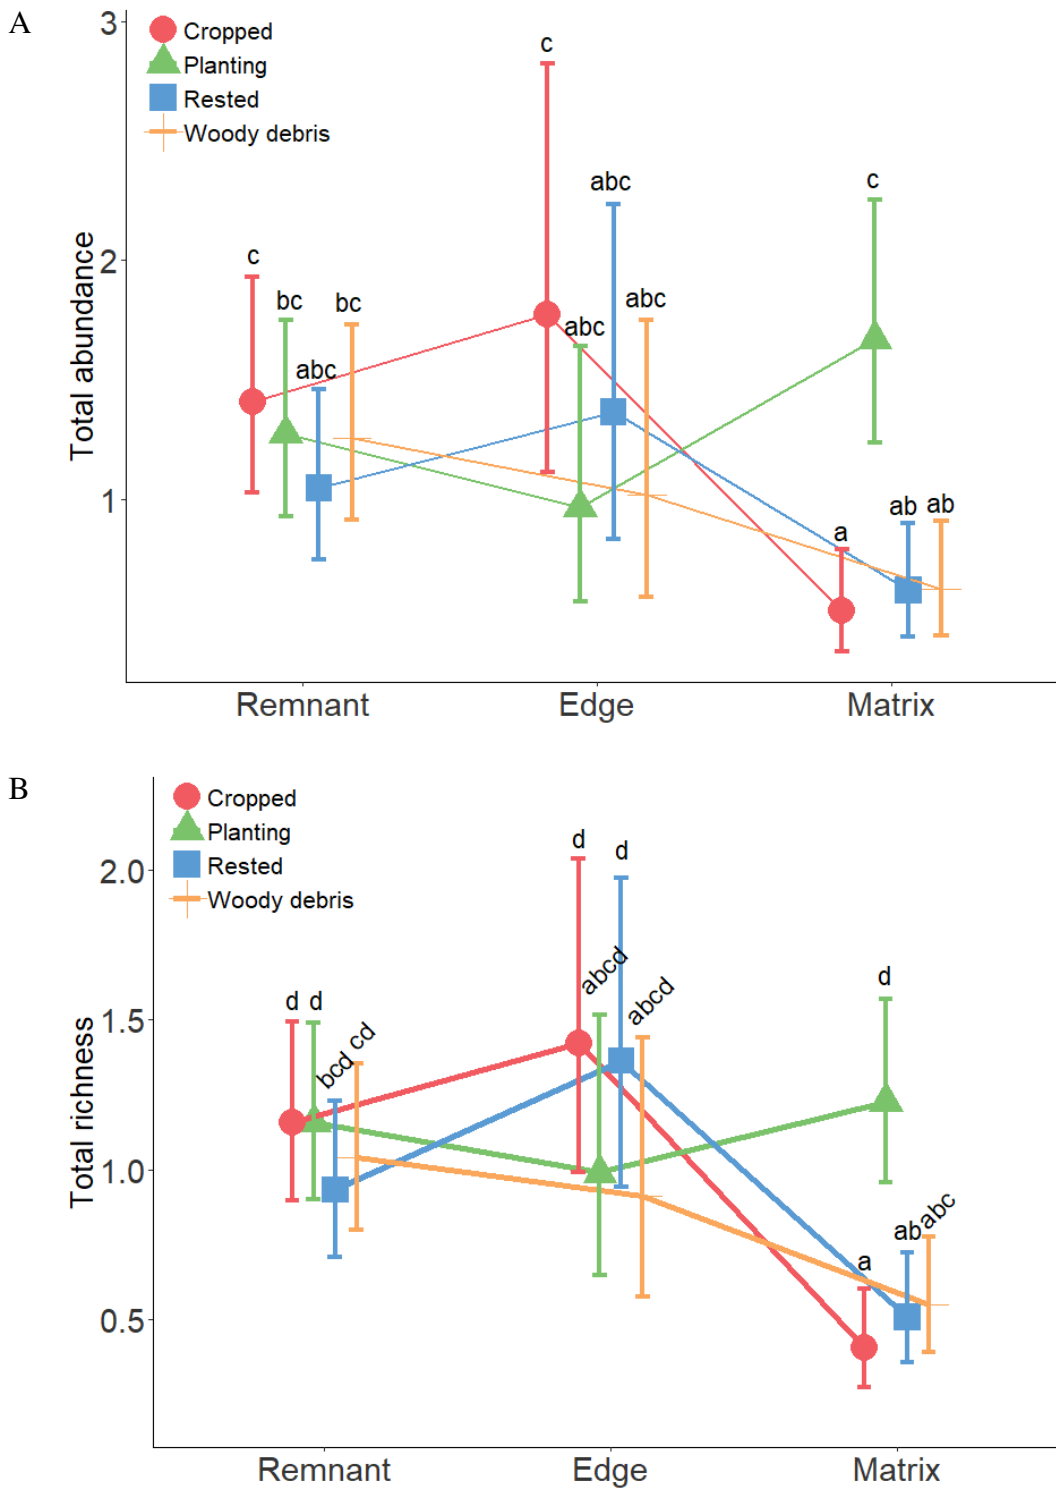 A
3
Cropped
Planting
Rested
Woody debris
c
c
abc
c
2
c
bc
bc
abc
abc
abc
Total abundance
1
a
ab
ab
Remnant
Edge
Matrix
B
Cropped
Planting
Rested
Woody debris
2.0
d
d
abcd
abcd
d
1.5
d
d
bcd
cd
Total richness
1.0
a
ab
abc
0.5
Remnant
Edge
Matrix